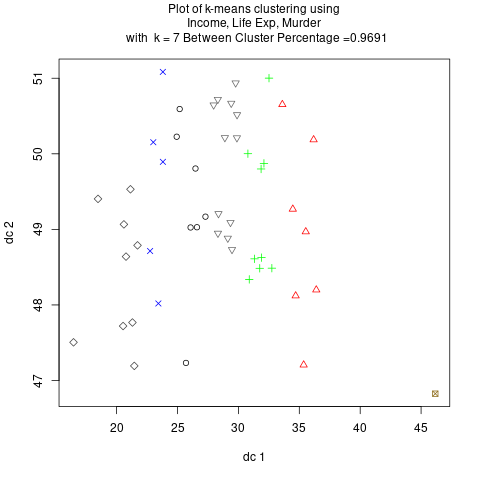 Plot of k-means clustering using
Income, Life Exp, Murder
with  k = 7 Between Cluster Percentage =0.9691
51
50
49
48
47
dc 2
20
25
30
35
40
45
dc 1